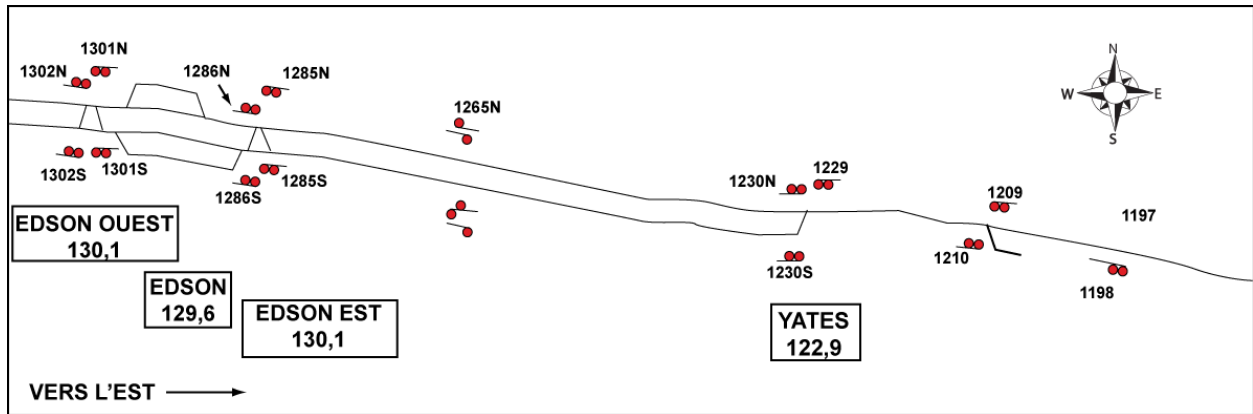 1301N
1302N
1286N
1285N
1265N
1302S
1301S
1286S
1285S
1230N
1229
1230S
1209
1210
1197
1198
N
W
E
S
EDSON OUEST
130,1
EDSON
129,6
EDSON EST
130,1
YATES
122,9
VERS L'EST